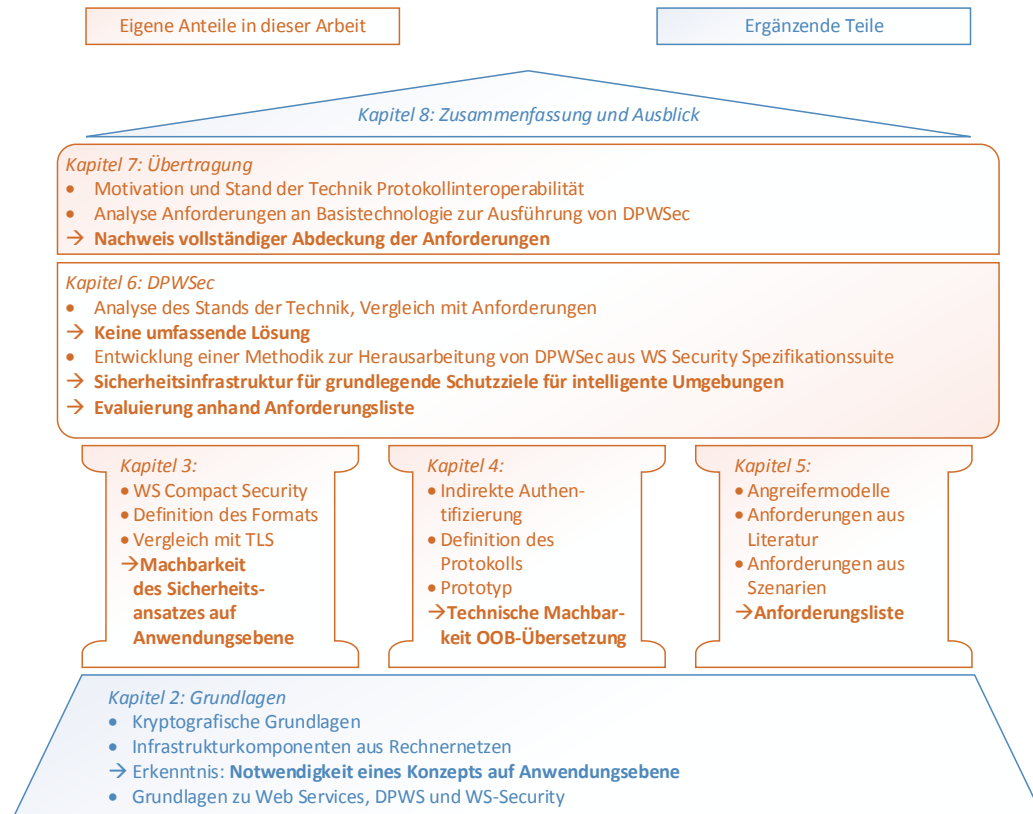 Eigene Anteile in dieser Arbeit
Ergänzende Teile
Kapitel 8: Zusammenfassung und Ausblick
Kapitel 7: Übertragung
• Motivation und Stand der Technik Protokollinteroperabilität
• Analyse Anforderungen an Basistechnologie zur Ausführung von DPWSec
→ Nachweis vollständiger Abdeckung der Anforderungen
Kapitel 6: DPWSec
• Analyse des Stands der Technik, Vergleich mit Anforderungen
→ Keine umfassende Lösung
• Entwicklung einer Methodik zur Herausarbeitung von DPWSec aus WS Security Spezifikationssuite
→ Sicherheitsinfrastruktur für grundlegende Schutzziele für intelligente Umgebungen
→ Evaluierung anhand Anforderungsliste
Kapitel 3:
• WS Compact Security
• Definition des Formats
• Vergleich mit TLS
→Machbarkeit
des Sicherheits-
ansatzes auf
Anwendungsebene
Kapitel 4:
• Indirekte Authen-
tifizierung
• Definition des
Protokolls
• Prototyp
→Technische Machbar-
keit OOB-Übersetzung
Kapitel 5:
• Angreifermodelle
• Anforderungen aus
Literatur
• Anforderungen aus
Szenarien
→Anforderungsliste
Kapitel 2: Grundlagen
• Kryptografische Grundlagen
• Infrastrukturkomponenten aus Rechnernetzen
→ Erkenntnis: Notwendigkeit eines Konzepts auf Anwendungsebene
• Grundlagen zu Web Services, DPWS und WS-Security